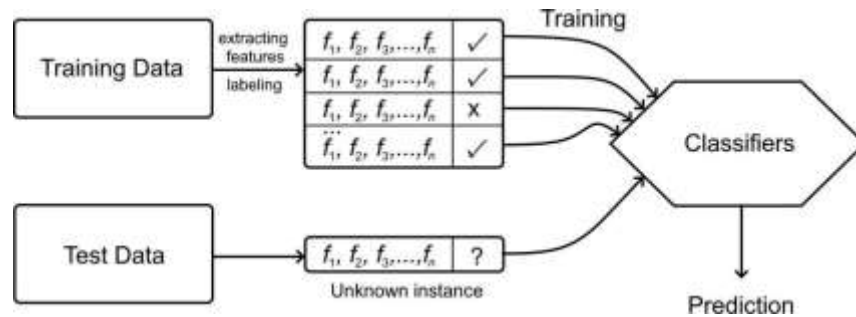 Training
Training Data
extracting
features
labeling
f₁, f₂, f₃,...,fₙ ✓
f₁, f₂, f₃,...,fₙ ✓
f₁, f₂, f₃,...,fₙ x
...
f₁, f₂, f₃,...,fₙ ✓
Classifiers
Test Data
f₁, f₂, f₃,...,fₙ ?
Unknown instance
Prediction